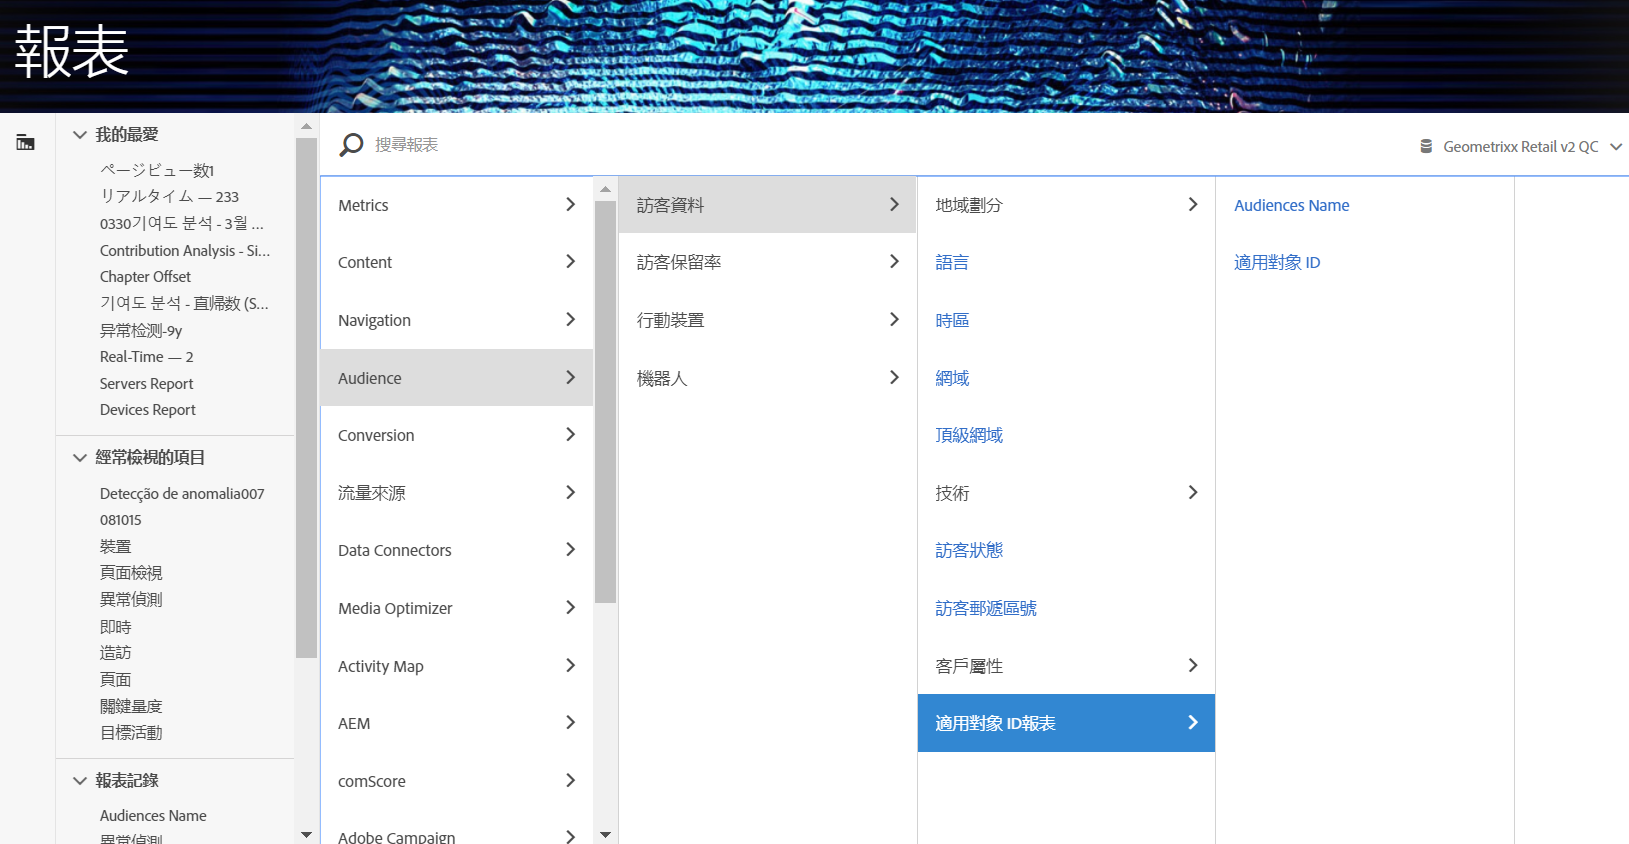 報表
我的最愛
ページビュー数1
リアルタイム — 233
0330기여도 분석 - 3월 ...
Contribution Analysis - Si...
Chapter Offset
기여도 분석 - 直帰数 (S...
异常检测-9y
Real-Time — 2
Servers Report
Devices Report
經常檢視的項目
Detecção de anomalia007
081015
裝置
頁面檢視
異常偵測
即時
造訪
頁面
關鍵量度
目標活動
報表記錄
Audiences Name
異常偵測
搜尋報表
Geometrixx Retail v2 QC
Metrics
Content
Navigation
Audience
Conversion
流量來源
Data Connectors
Media Optimizer
Activity Map
AEM
comScore
Adobe Campaign
訪客資料
訪客保留率
行動裝置
機器人
地域劃分
語言
時區
網域
頂級網域
技術
訪客狀態
訪客郵遞區號
客戶屬性
適用對象 ID報表
Audiences Name
適用對象 ID